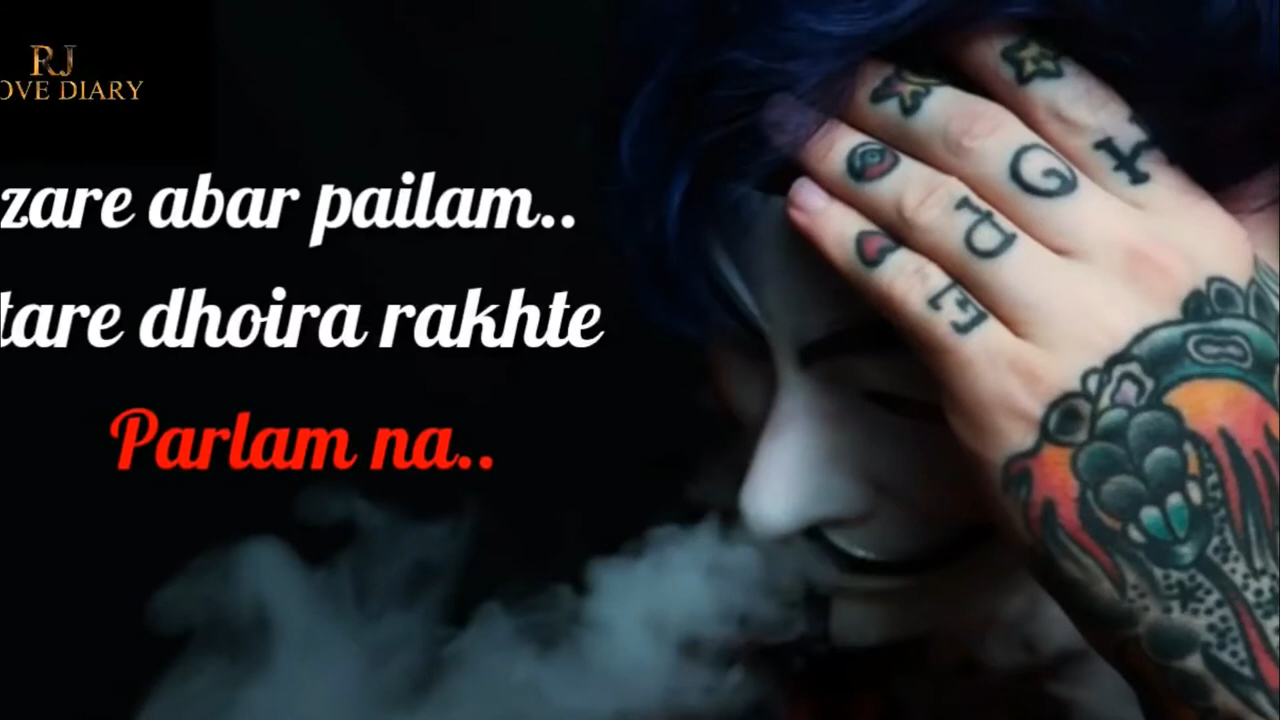 RJ
OVE DIARY
zare abar pailam..
tare dhoira rakhte
Parlam na..